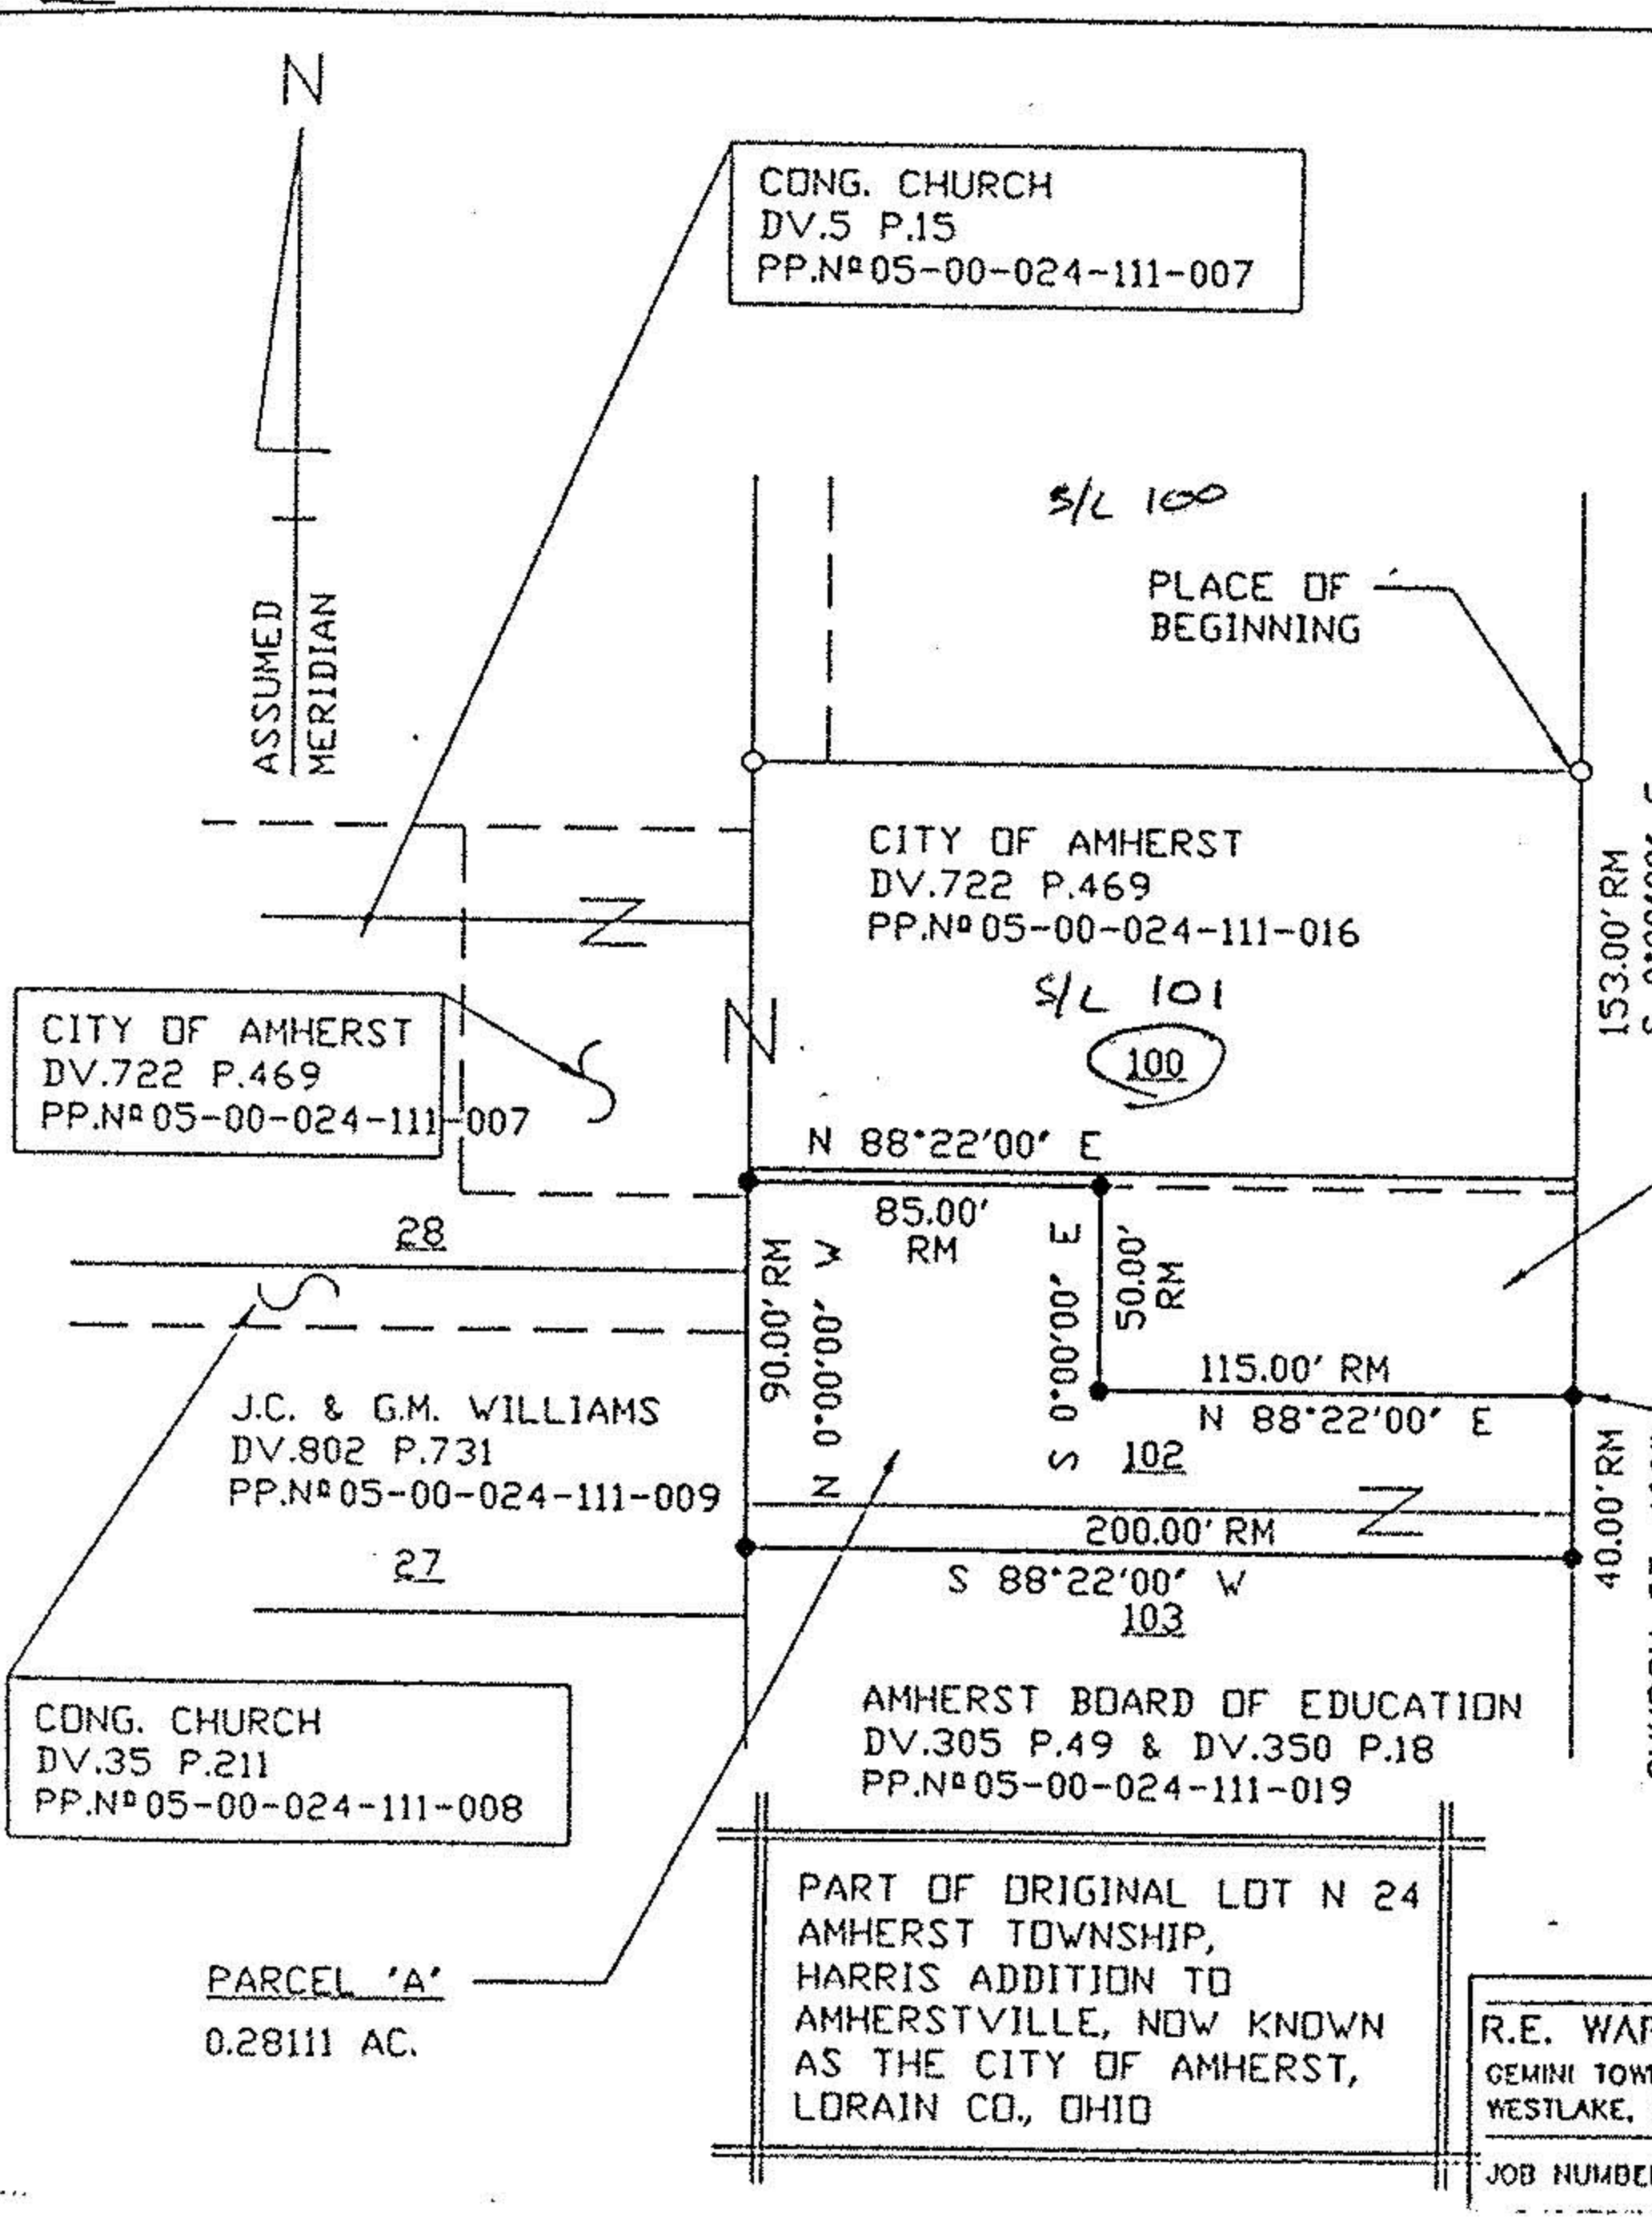 N
CONG. CHURCH
DV.5 P.15
PP.Nº 05-00-024-111-007
S/L 100
PLACE OF
BEGINNING
ASSUMED
MERIDIAN
CITY OF AMHERST
DV.722 P.469
PP.Nº 05-00-024-111-016
S/L 101
100
153.00' RM
CITY OF AMHERST
DV.722 P.469
PP.Nº 05-00-024-111-007
N 88°22'00" E
85.00'
RM
28
90.00' RM
N 0°00'00" W
S 0°00'00" E
50.00'
RM
115.00' RM
N 88°22'00" E
102
40.00' RM
J.C. & G.M. WILLIAMS
DV.802 P.731
PP.Nº 05-00-024-111-009
27
200.00' RM
S 88°22'00" W
103
CONG. CHURCH
DV.35 P.211
PP.Nº 05-00-024-111-008
AMHERST BOARD OF EDUCATION
DV.305 P.49 & DV.350 P.18
PP.Nº 05-00-024-111-019
PARCEL 'A'
0.28111 AC.
PART OF ORIGINAL LOT N 24
AMHERST TOWNSHIP,
HARRIS ADDITION TO
AMHERSTVILLE, NOW KNOWN
AS THE CITY OF AMHERST,
LORAIN CO., OHIO
R.E.
GEMINI
WESTLAKE,
JOB